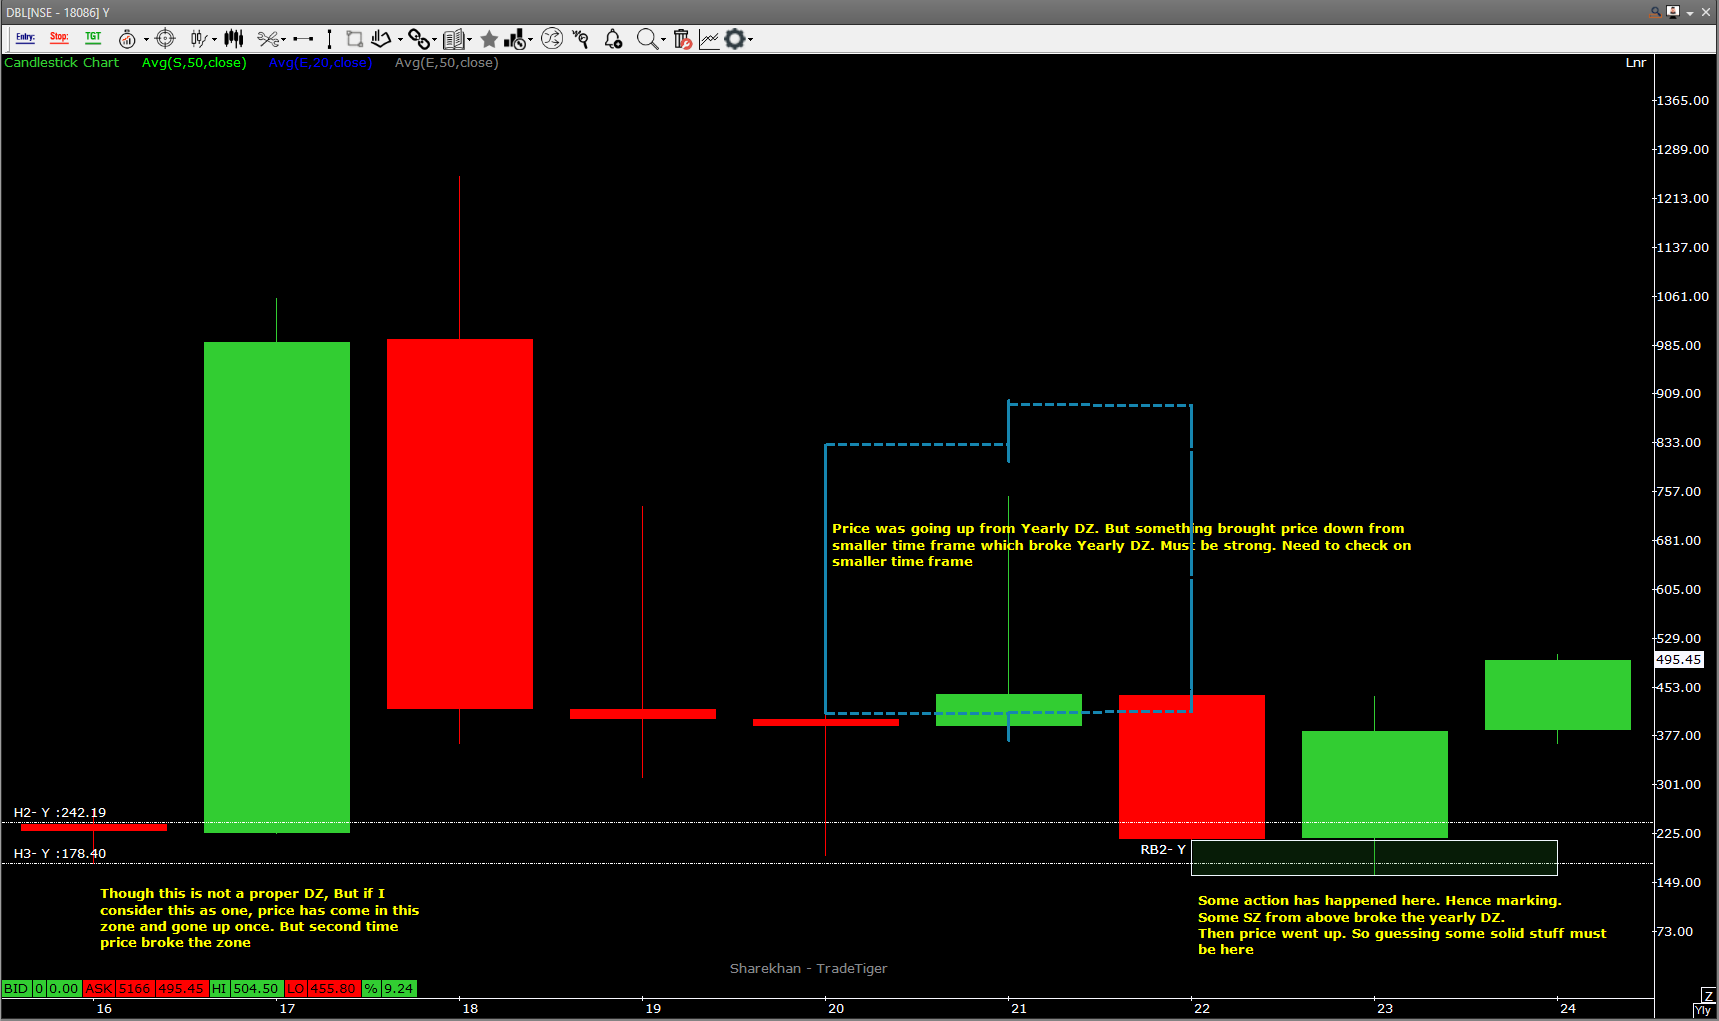 DBL[NSE - 18086] Y
Entry: Stop: TGT
Candlestick Chart Avg(S,50,close) Avg(E,20,close) Avg(E,50,close)
Lnr
1365.00
1289.00
1213.00
1137.00
1061.00
985.00
909.00
833.00
757.00
681.00
605.00
529.00
495.45
453.00
377.00
301.00
225.00
149.00
73.00
Price was going up from Yearly DZ. But something brought price down from
smaller time frame which broke Yearly DZ. Must be strong. Need to check on
smaller time frame
H2- Y :242.19
H3- Y :178.40
RB2- Y
Though this is not a proper DZ, But if I
consider this as one, price has come in this
zone and gone up once. But second time
price broke the zone
Some action has happened here. Hence marking.
Some SZ from above broke the yearly DZ.
Then price went up. So guessing some solid stuff must
be here
Sharekhan - TradeTiger
BID 0 0.00 ASK 5166 495.45 HI 504.50 LO 455.80 % 9.24
16 17 18 19 20 21 22 23 24
Z
Yly